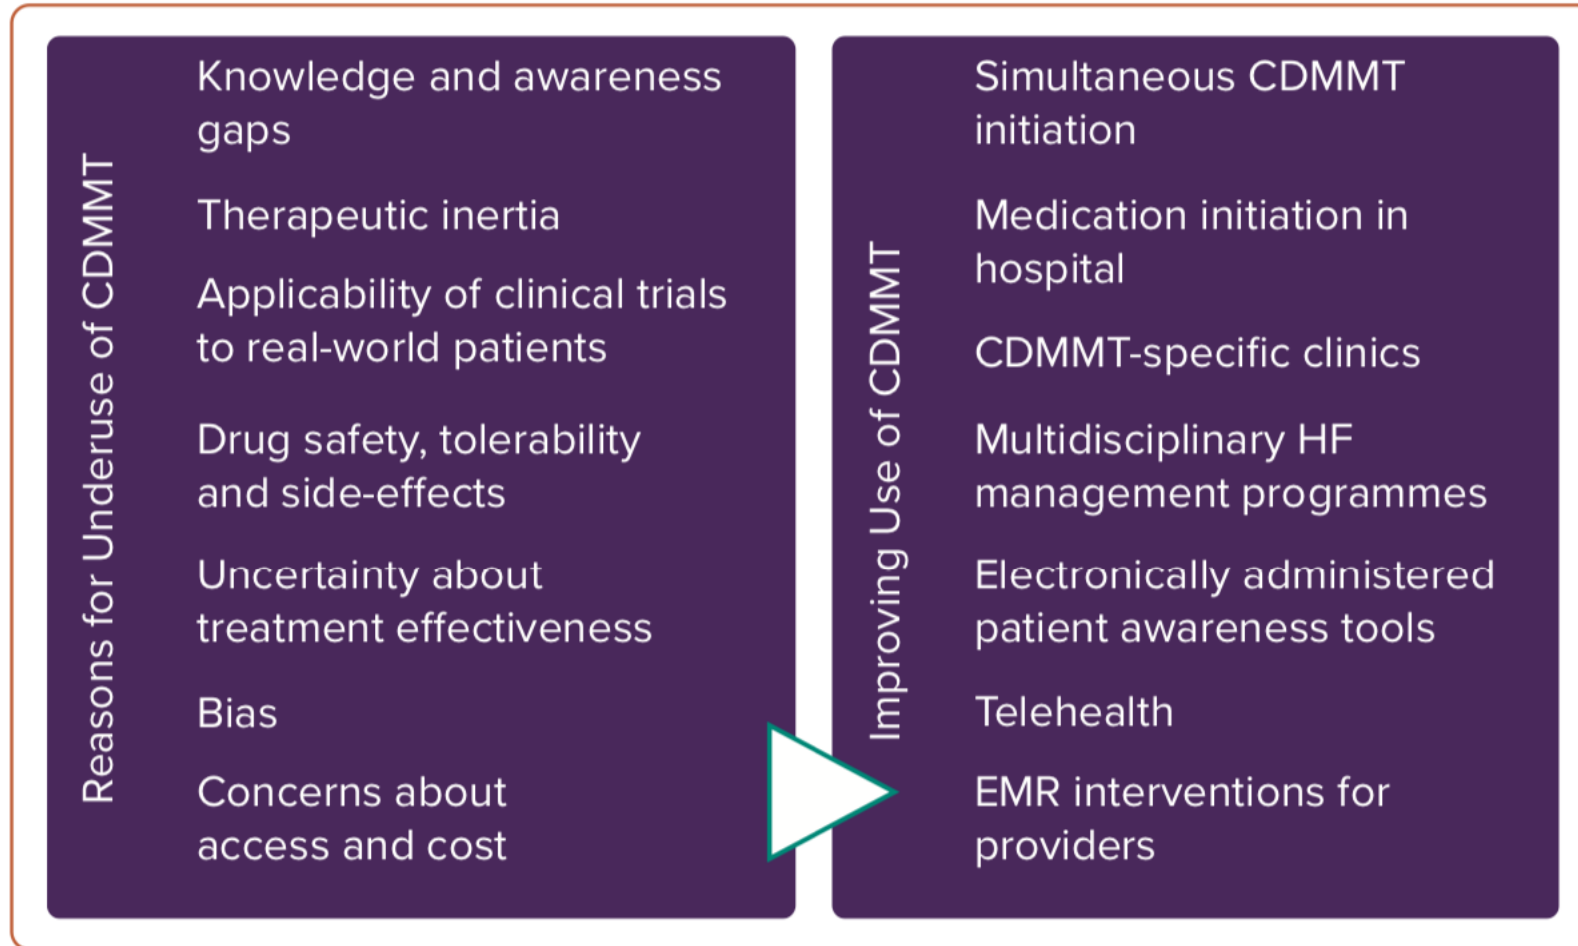 Reasons for Underuse of CDMMT
Knowledge and awareness
gaps
Therapeutic inertia
Applicability of clinical trials
to real-world patients
Drug safety, tolerability
and side-effects
Uncertainty about
treatment effectiveness
Bias
Concerns about
access and cost
Improving Use of CDMMT
Simultaneous CDMMT
initiation
Medication initiation in
hospital
CDMMT-specific clinics
Multidisciplinary HF
management programmes
Electronically administered
patient awareness tools
Telehealth
EMR interventions for
providers